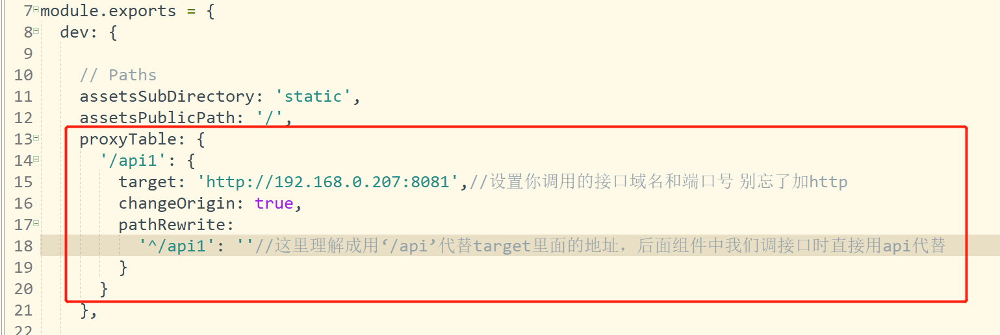 7 module.exports = {
8   dev: {
9
10     // Paths
11     assetsSubDirectory: 'static',
12     assetsPublicPath: '/',
13     proxyTable: {
14       '/api1': {
15         target: 'http://192.168.0.207:8081',//设置你调用的接口域名和端口号 别忘了加http
16         changeOrigin: true,
17         pathRewrite:
18           '^/api1': ''//这里理解成用‘/api’代替target里面的地址，后面组件中我们调接口时直接用api代替
19         }
20       }
21     },
22